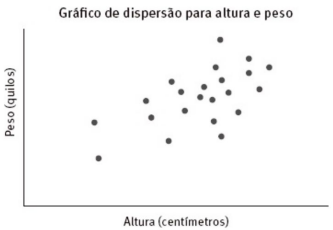 Gráfico de dispersão para altura e peso
Peso (quilos)
Altura (centímetros)